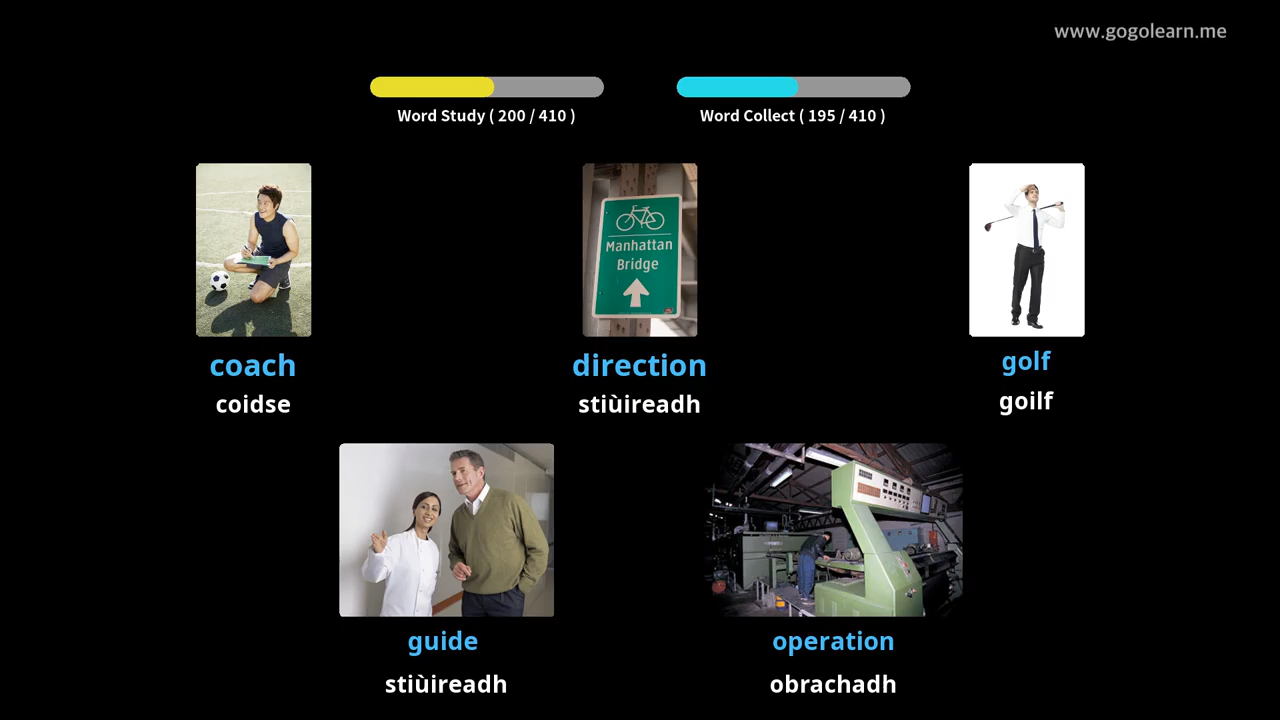 www.gogolearn.me
Word Study ( 200 / 410 )
Word Collect ( 195 / 410 )
Manhattan
Bridge
coach
coidse
direction
stiùireadh
golf
goilf
guide
stiùireadh
operation
obrachadh